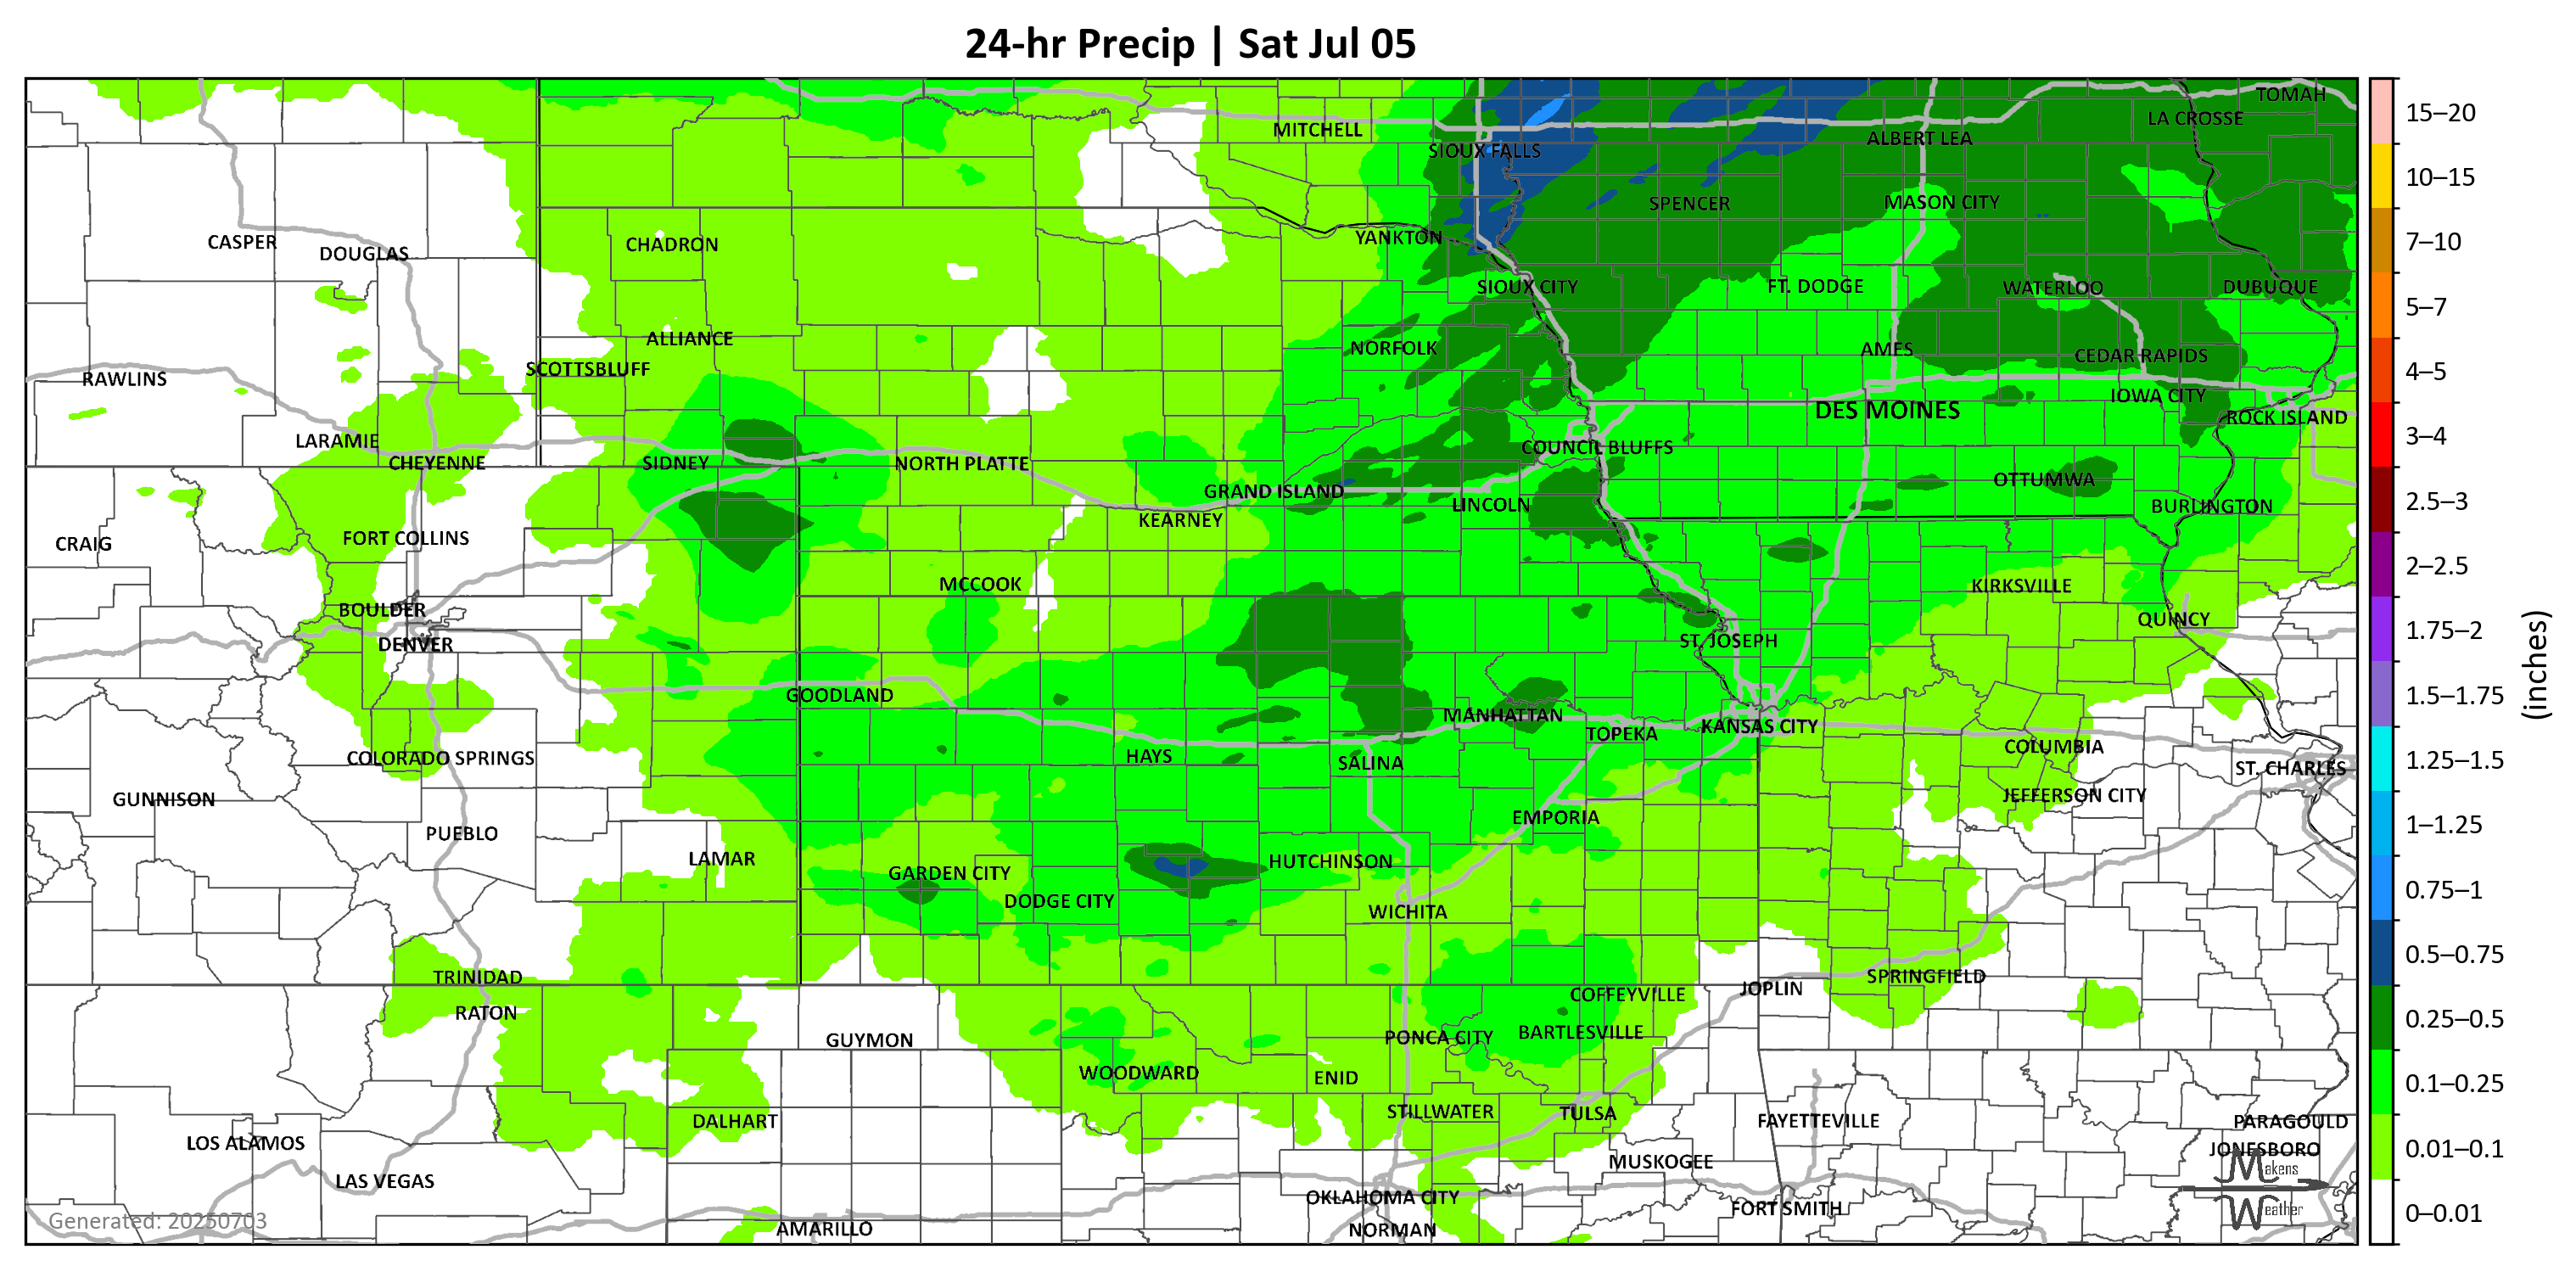 24-hr Precip | Sat Jul 05
TOMAH
LA CROSSE
MITCHELL
ALBERT LEA
SIOUX FALLS
SPENCER
MASON CITY
YANKTON
CASPER
CHADRON
DOUGLAS
SIOUX CITY
FT. DODGE
WATERLOO
DUBUQUE
ALLIANCE
NORFOLK
AMES
CEDAR RAPIDS
SCOTTSBLUFF
RAWLINS
IOWA CITY
DES MOINES
ROCK ISLAND
LARAMIE
COUNCIL BLUFFS
CHEYENNE
SIDNEY
NORTH PLATTE
OTTUMWA
GRAND ISLAND
LINCOLN
BURLINGTON
KEARNEY
CRAIG
FORT COLLINS
MCCOOK
KIRKSVILLE
BOULDER
QUINCY
DENVER
ST. JOSEPH
GOODLAND
MANHATTAN
KANSAS CITY
TOPEKA
COLUMBIA
COLORADO SPRINGS
HAYS
SALINA
ST. CHARLES
GUNNISON
JEFFERSON CITY
EMPORIA
PUEBLO
LAMAR
HUTCHINSON
GARDEN CITY
DODGE CITY
WICHITA
TRINIDAD
SPRINGFIELD
JOPLIN
COFFEYVILLE
RATON
BARTLESVILLE
PONCA CITY
GUYMON
WOODWARD
ENID
STILLWATER
TULSA
DALHART
FAYETTEVILLE
PARAGOULD
LOS ALAMOS
JONESBORO
MUSKOGEE
LAS VEGAS
OKLAHOMA CITY
FORT SMITH
AMARILLO
NORMAN
Makens
Weather
Generated: 20250703
15–20
10–15
7–10
5–7
4–5
3–4
2.5–3
2–2.5
1.75–2
1.5–1.75
1.25–1.5
1–1.25
0.75–1
0.5–0.75
0.25–0.5
0.1–0.25
0.01–0.1
0–0.01
(inches)